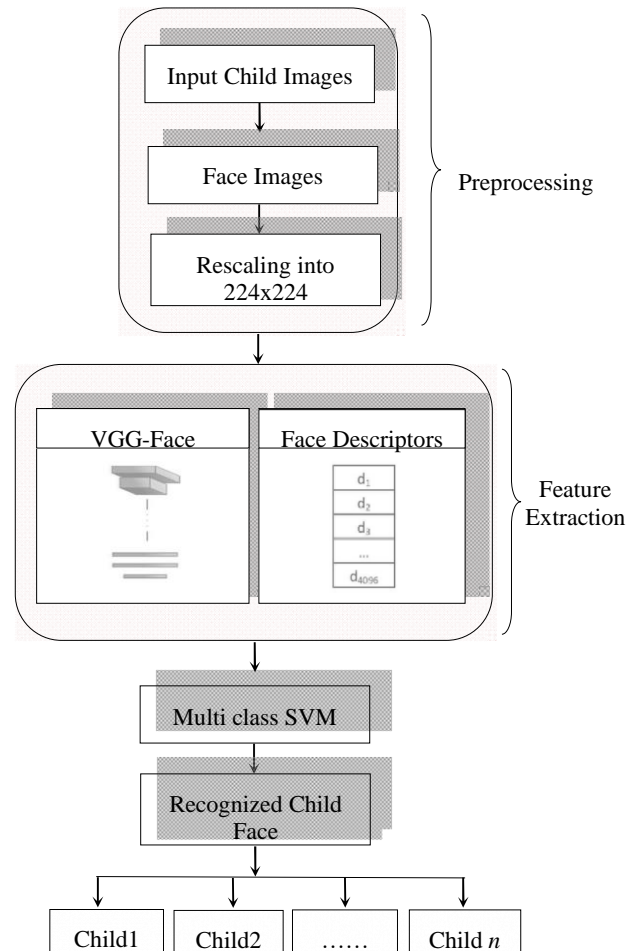 Input Child Images
Face Images
Preprocessing
Rescaling into
224x224
VGG-Face
Face Descriptors
d₁
d₂
d₃
...
d₄₀₉₆
Feature
Extraction
Multi class SVM
Recognized Child
Face
Child1
Child2
......
Child n